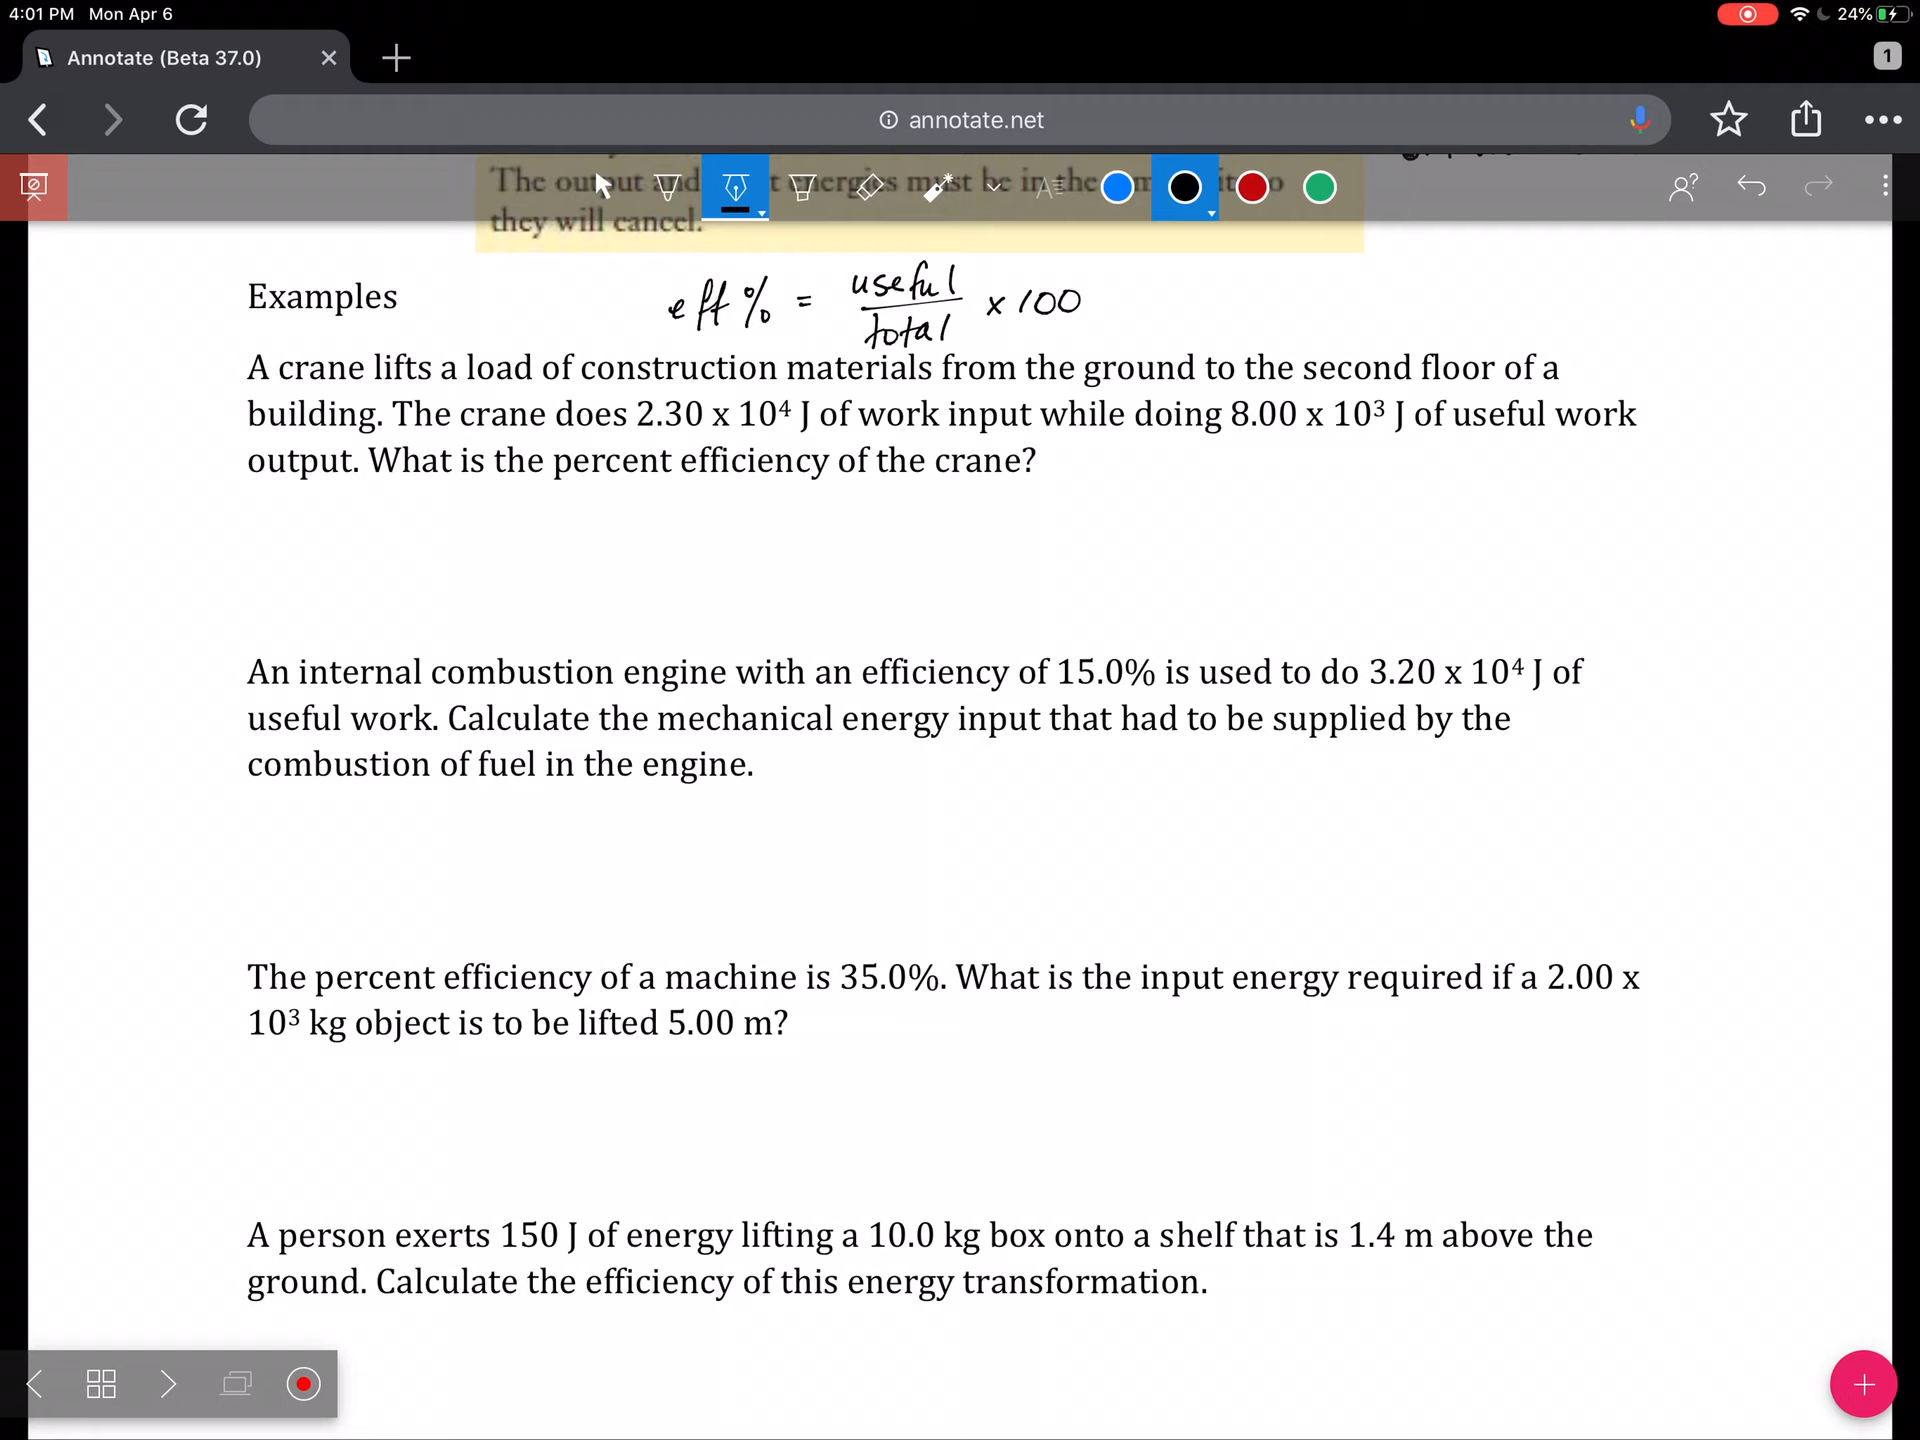 4:01 PM Mon Apr 6
24%
Annotate (Beta 37.0)
1
annotate.net
The output and energies must be in the
they will cancel.
Examples
eff % = useful / total x 100
A crane lifts a load of construction materials from the ground to the second floor of a
building. The crane does 2.30 x 10⁴ J of work input while doing 8.00 x 10³ J of useful work
output. What is the percent efficiency of the crane?
An internal combustion engine with an efficiency of 15.0% is used to do 3.20 x 10⁴ J of
useful work. Calculate the mechanical energy input that had to be supplied by the
combustion of fuel in the engine.
The percent efficiency of a machine is 35.0%. What is the input energy required if a 2.00 x
10³ kg object is to be lifted 5.00 m?
A person exerts 150 J of energy lifting a 10.0 kg box onto a shelf that is 1.4 m above the
ground. Calculate the efficiency of this energy transformation.